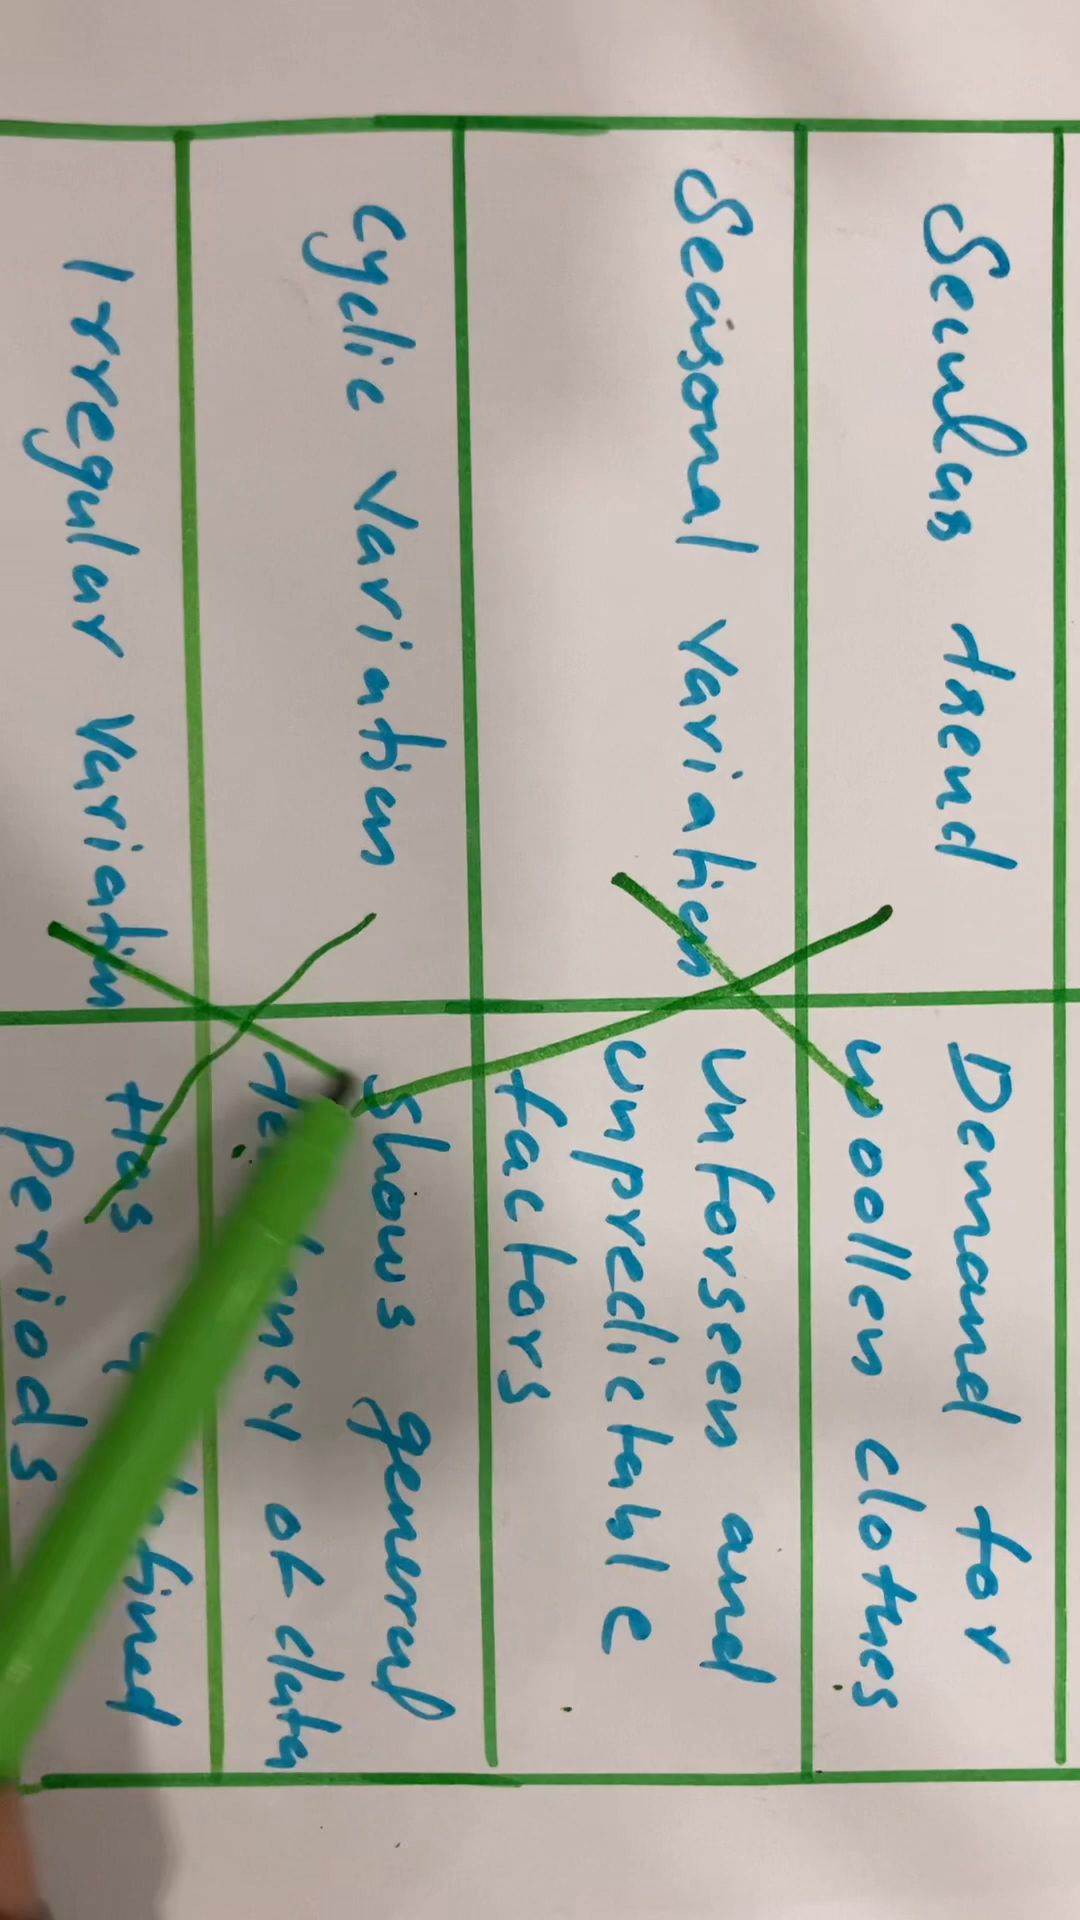 Secular trend
Demand for
woollen clothes
Seasonal variation
unforseen and
unpredictable
factors
cyclic variation
shows general
of data
Irregular variation
Has
Periods